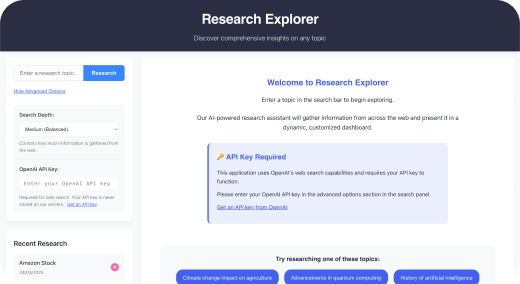 Research Explorer
Discover comprehensive insights on any topic
Enter a research topic.
Research
Hide Advanced Options
Search Depth:
Medium (Balanced)
Controls how much information is gathered from
the web.
OpenAI API Key:
Enter your OpenAI API key
Required for web search. Your API key is never
stored on our servers. Get an API key
Recent Research
Amazon Stock
04/03/2025
Welcome to Research Explorer
Enter a topic in the search bar to begin exploring.
Our AI-powered research assistant will gather information from across the web and present it in a
dynamic, customized dashboard.
🔑 API Key Required
This application uses OpenAI's web search capabilities and requires your API key to
function.
Please enter your OpenAI API key in the advanced options section in the search panel.
Get an API key from OpenAI
Try researching one of these topics:
Climate change impact on agriculture
Advancements in quantum computing
History of artificial intelligence